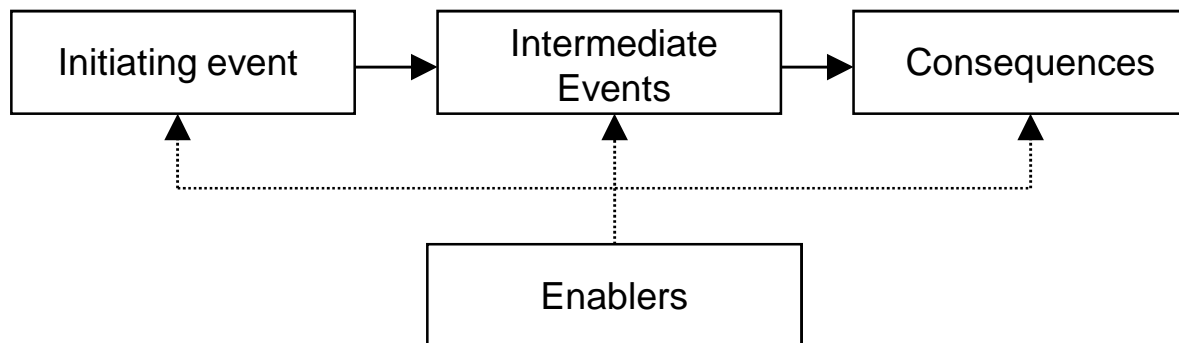 Initiating event
Intermediate
Events
Consequences
Enablers